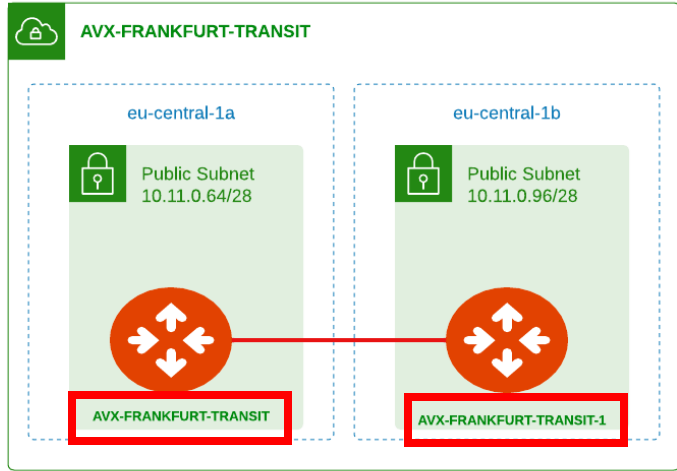 AVX-FRANKFURT-TRANSIT
eu-central-1a
eu-central-1b
Public Subnet
10.11.0.64/28
Public Subnet
10.11.0.96/28
AVX-FRANKFURT-TRANSIT
AVX-FRANKFURT-TRANSIT-1